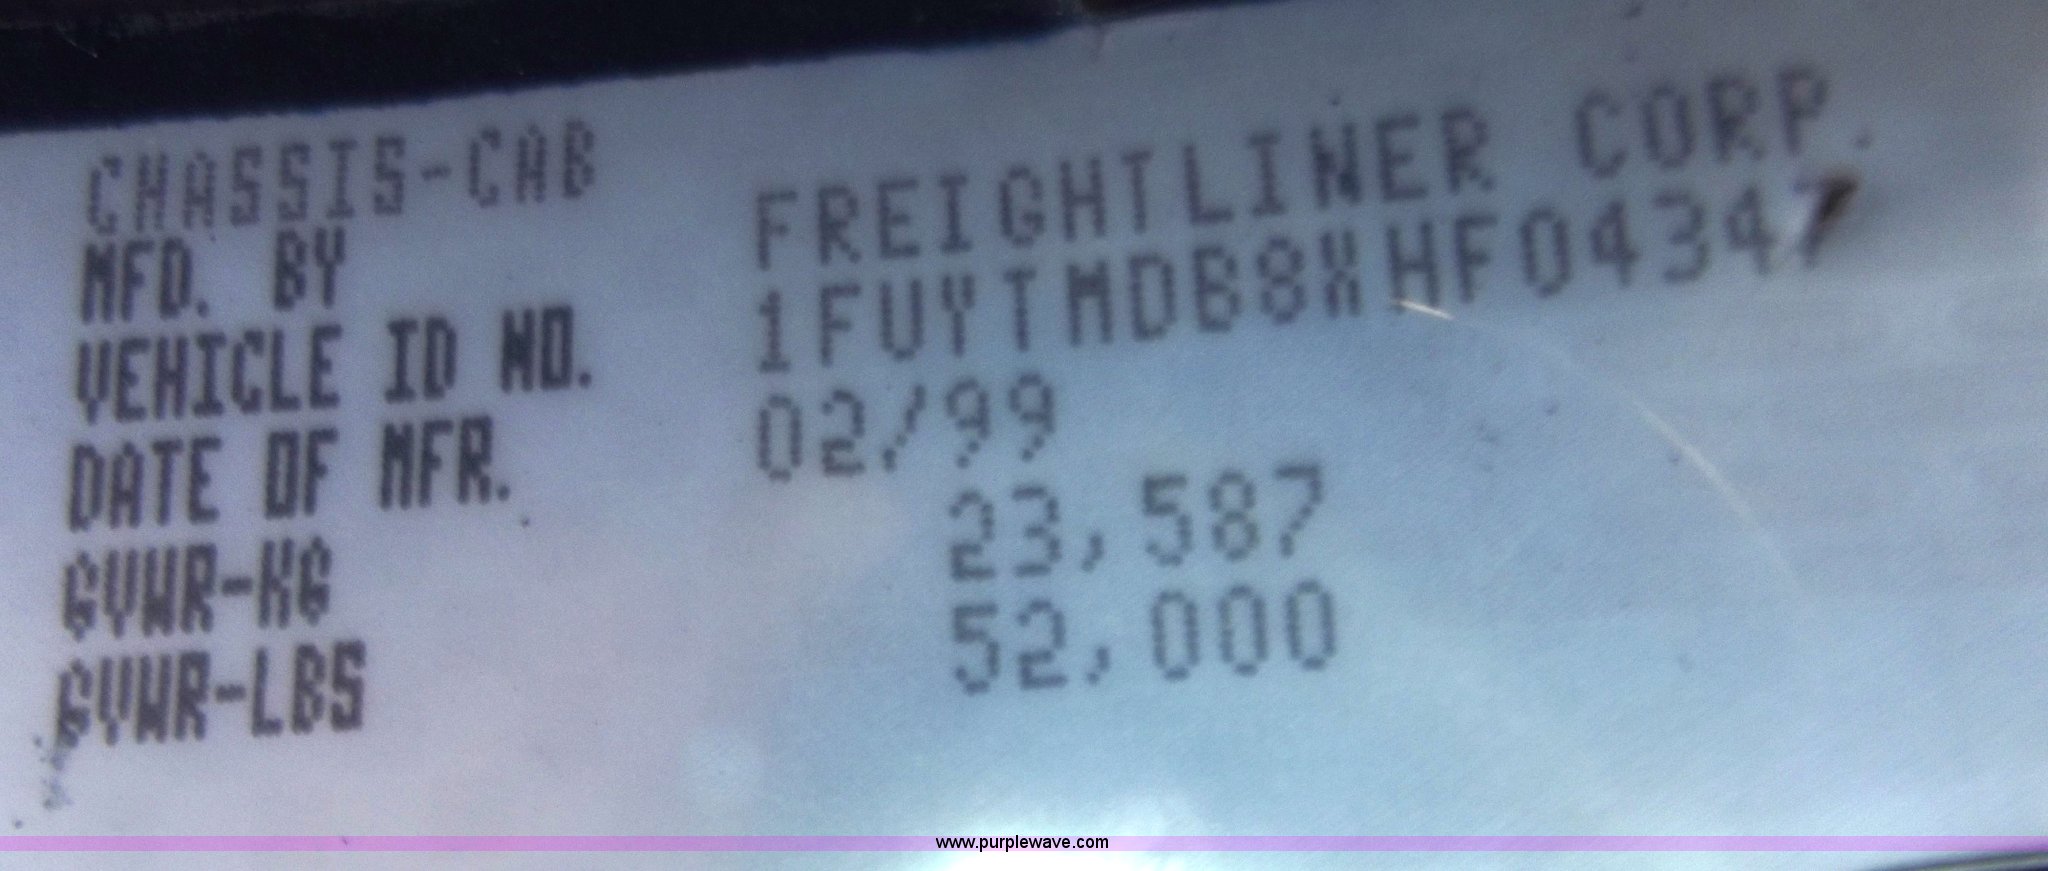 CHASSIS-CAB
MFD. BY FREIGHTLINER CORP.
VEHICLE ID NO. 1FUYTMDB8XHF04347
DATE OF MFR. 02/99
GVWR-KG 23,587
GVWR-LBS 52,000
www.purplewave.com